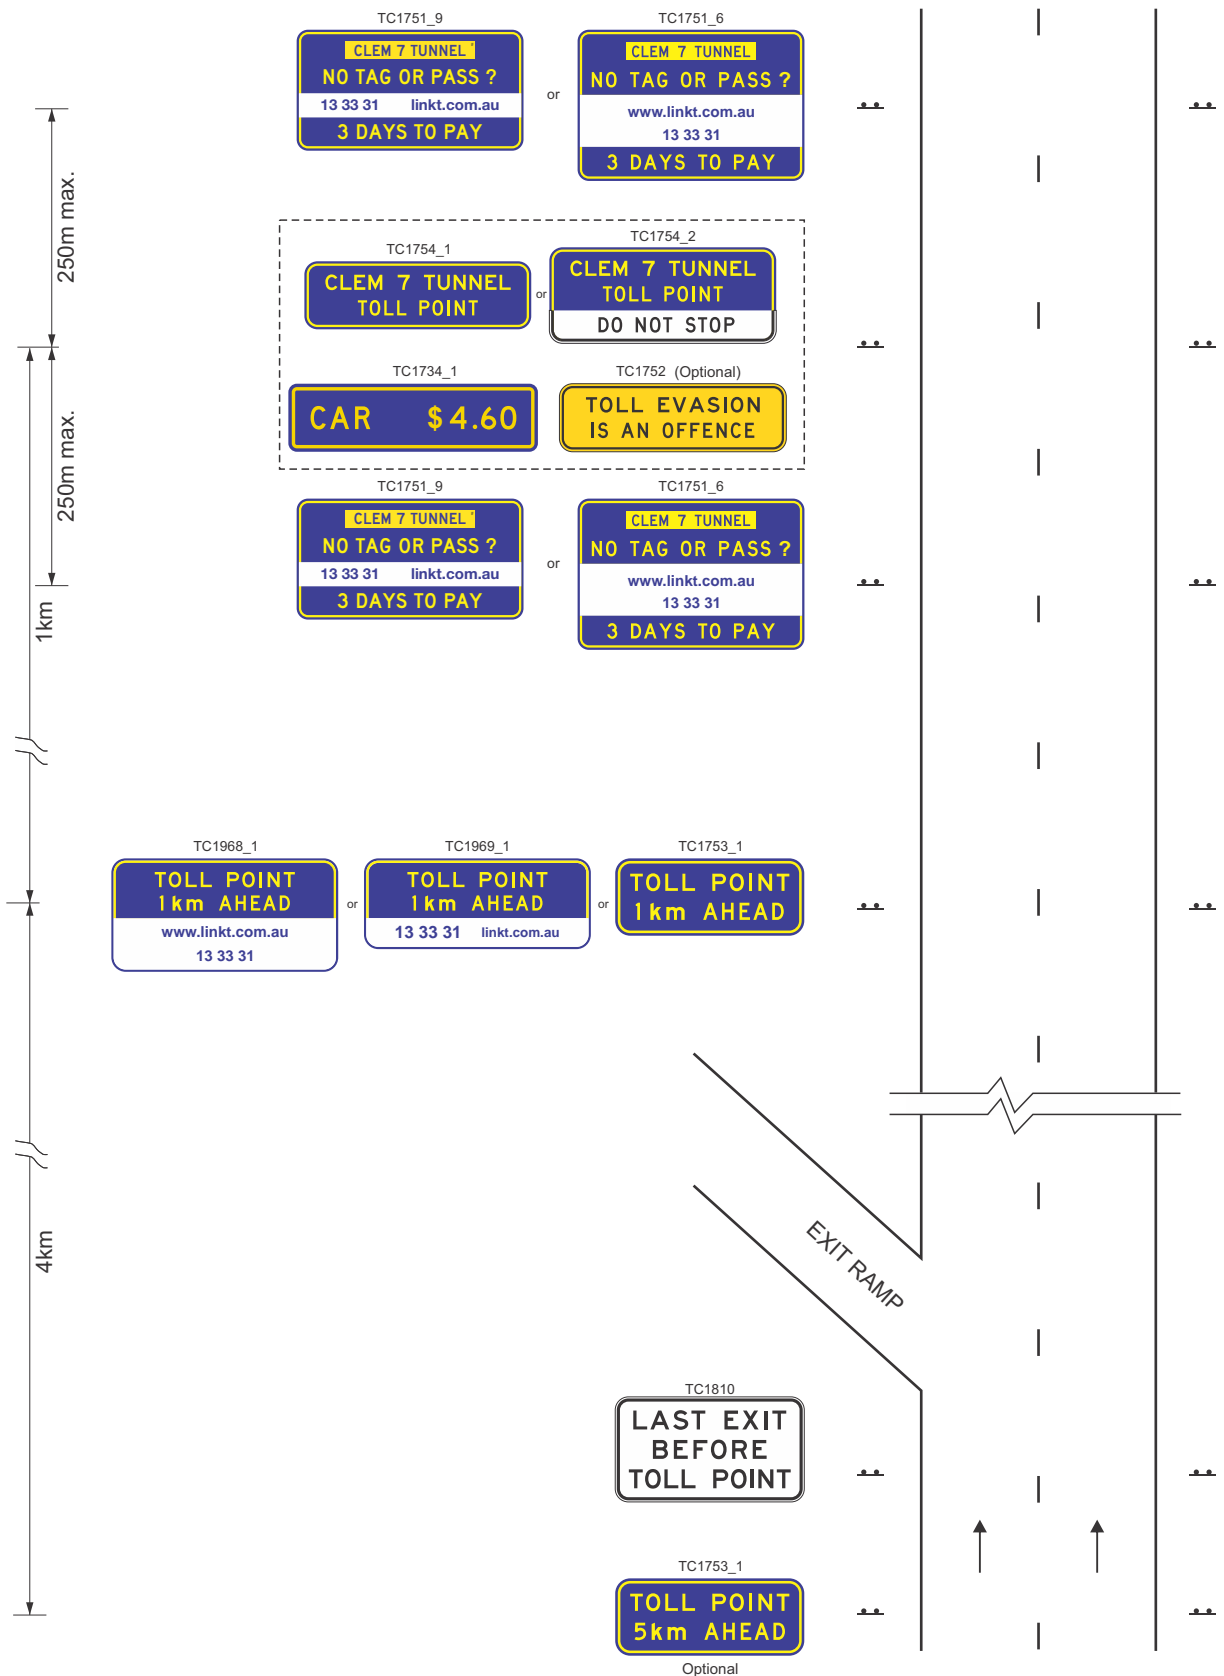 TC1751_9
CLEM 7 TUNNEL
NO TAG OR PASS ?
13 33 31 linkt.com.au
3 DAYS TO PAY
or
TC1751_6
CLEM 7 TUNNEL
NO TAG OR PASS ?
www.linkt.com.au
13 33 31
3 DAYS TO PAY
250m max.
TC1754_1
CLEM 7 TUNNEL
TOLL POINT
or
TC1754_2
CLEM 7 TUNNEL
TOLL POINT
DO NOT STOP
TC1734_1
CAR $4.60
TC1752 (Optional)
TOLL EVASION
IS AN OFFENCE
250m max.
TC1751_9
CLEM 7 TUNNEL
NO TAG OR PASS ?
13 33 31 linkt.com.au
3 DAYS TO PAY
or
TC1751_6
CLEM 7 TUNNEL
NO TAG OR PASS ?
www.linkt.com.au
13 33 31
3 DAYS TO PAY
1km
TC1968_1
TOLL POINT
1km AHEAD
www.linkt.com.au
13 33 31
or
TC1969_1
TOLL POINT
1km AHEAD
13 33 31 linkt.com.au
or
TC1753_1
TOLL POINT
1km AHEAD
4km
EXIT RAMP
TC1810
LAST EXIT
BEFORE
TOLL POINT
TC1753_1
TOLL POINT
5km AHEAD
Optional